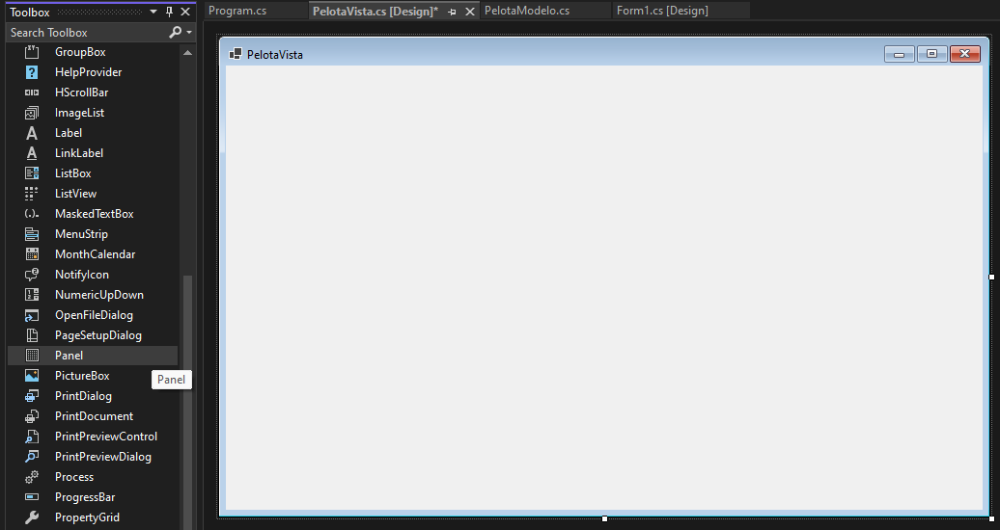 Toolbox
Search Toolbox
GroupBox
HelpProvider
HScrollBar
ImageList
Label
LinkLabel
ListBox
ListView
MaskedTextBox
MenuStrip
MonthCalendar
NotifyIcon
NumericUpDown
OpenFileDialog
PageSetupDialog
Panel
PictureBox
Panel
PrintDialog
PrintDocument
PrintPreviewControl
PrintPreviewDialog
Process
ProgressBar
PropertyGrid
Program.cs PelotaVista.cs [Design]* PelotaModelo.cs Form1.cs [Design]
PelotaVista